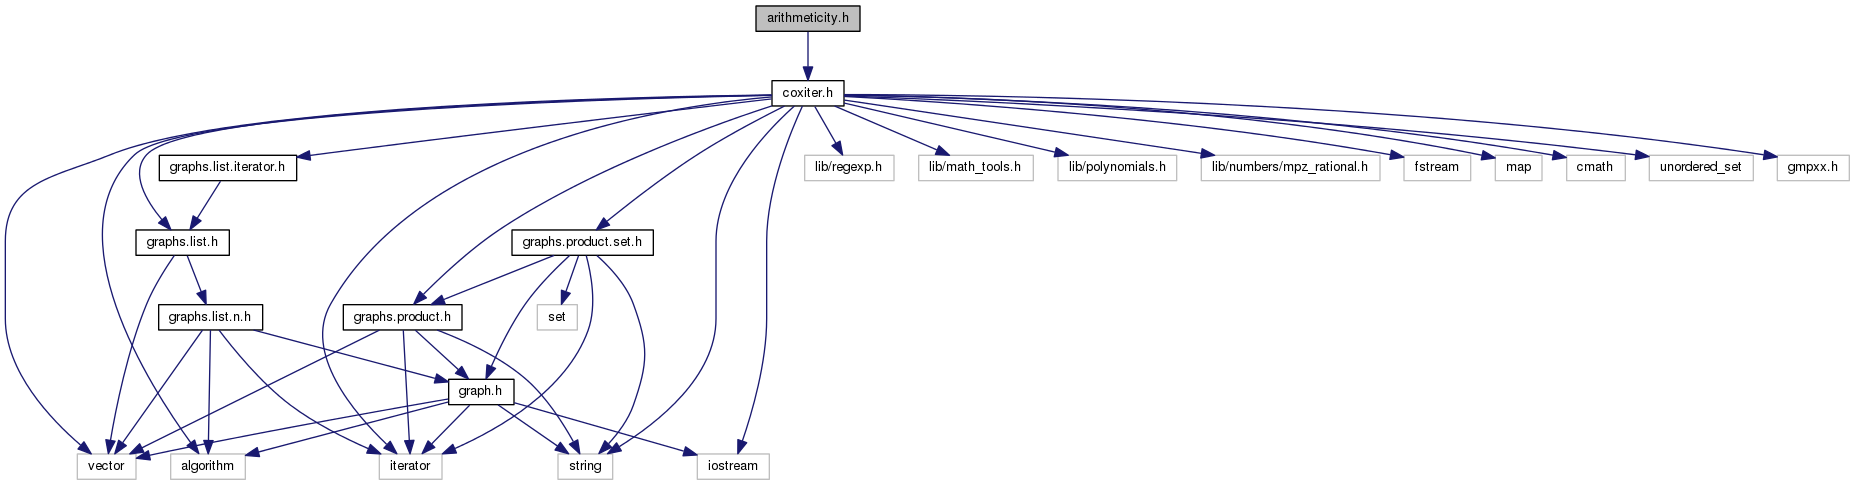 arithmeticity.h
coxiter.h
graphs.list.iterator.h
lib/regexp.h
lib/math_tools.h
lib/polynomials.h
lib/numbers/mpz_rational.h
fstream
map
cmath
unordered_set
gmpxx.h
graphs.list.h
graphs.product.set.h
graphs.list.n.h
graphs.product.h
set
graph.h
vector
algorithm
iterator
string
iostream